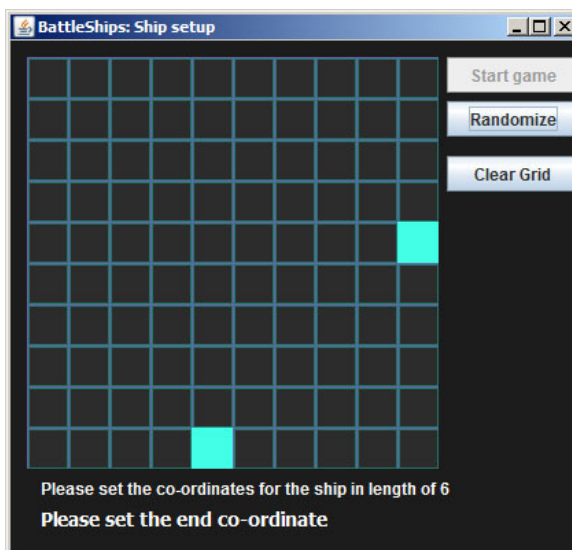 BattleShips: Ship setup
Start game
Randomize
Clear Grid
Please set the co-ordinates for the ship in length of 6
Please set the end co-ordinate